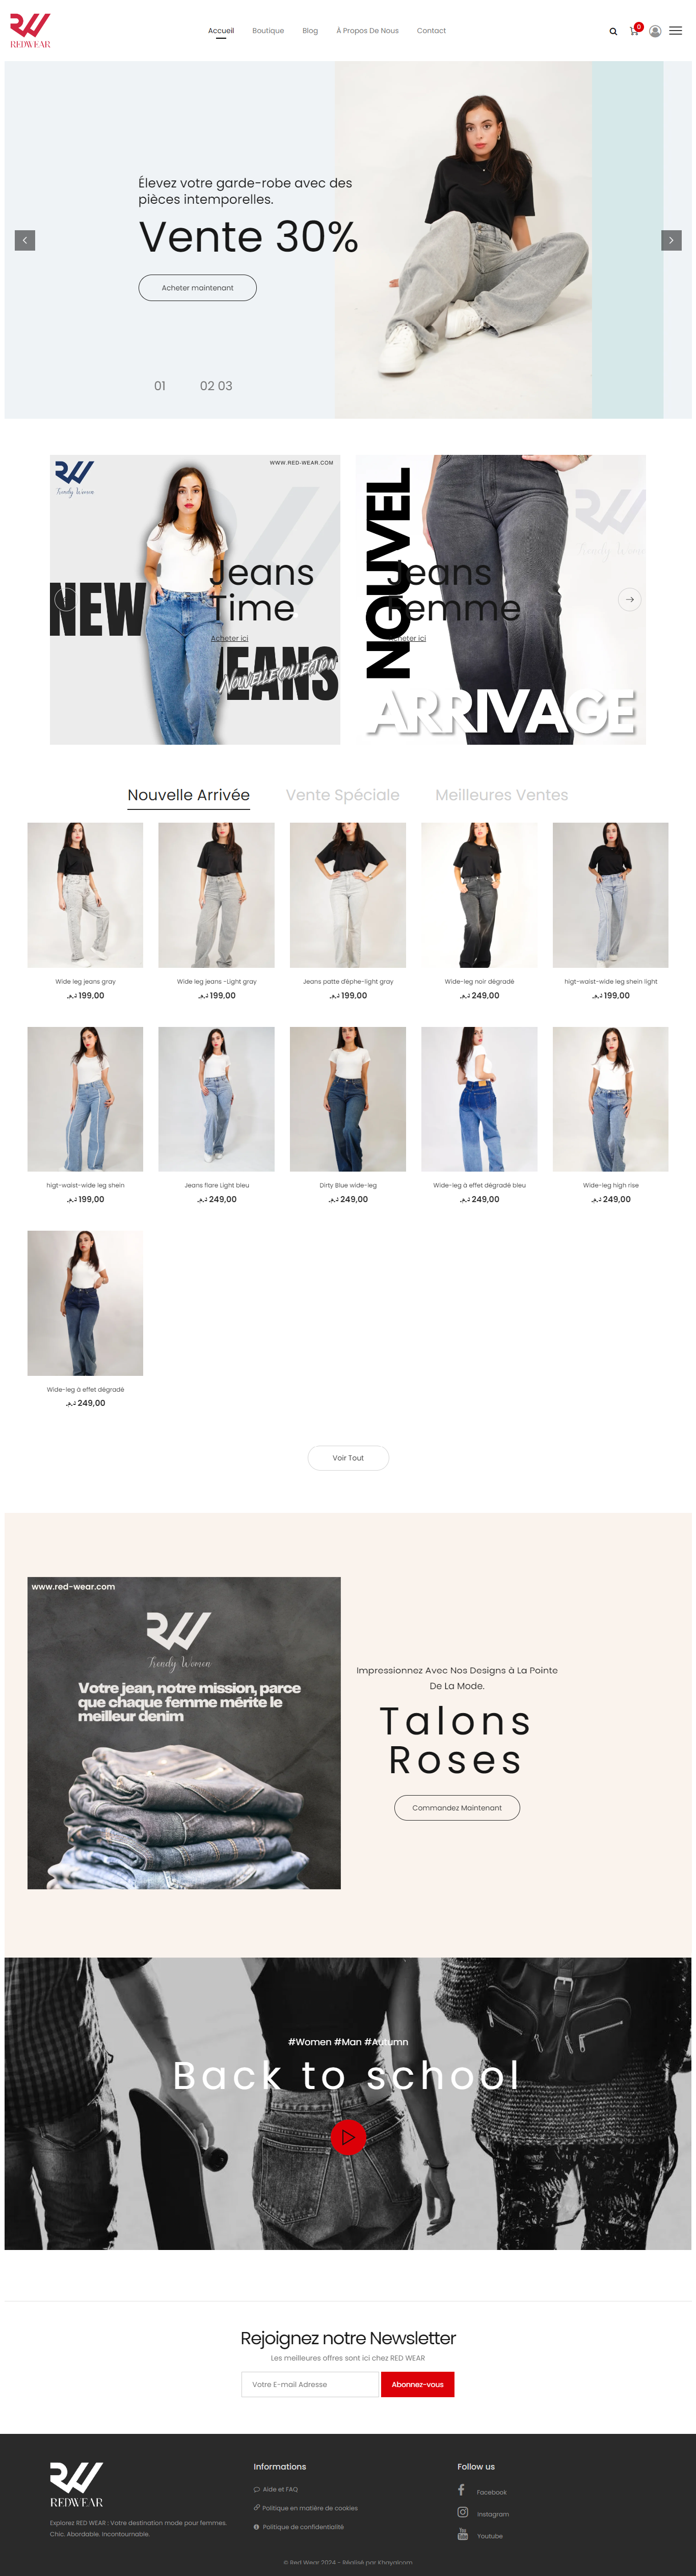 REDWEAR
Accueil Boutique Blog À Propos De Nous Contact
0
Élevez votre garde-robe avec des
pièces intemporelles.
Vente 30%
Acheter maintenant
01 02 03
RW
Trendy Women
WWW.RED-WEAR.COM
NEW
Jeans
Time
Acheter ici
JEANS
NOUVELLE COLLECTION
NOUVEL
Jeans
Femme
Acheter ici
Trendy Women
ARRIVAGE
Nouvelle Arrivée Vente Spéciale Meilleures Ventes
Wide leg jeans gray
د.م. 199,00
Wide leg jeans -Light gray
د.م. 199,00
Jeans patte d'éphe-light gray
د.م. 199,00
Wide-leg noir dégradé
د.م. 249,00
higt-waist-wide leg shein light
د.م. 199,00
higt-waist-wide leg shein
د.م. 199,00
Jeans flare Light bleu
د.م. 249,00
Dirty Blue wide-leg
د.م. 249,00
Wide-leg à effet dégradé bleu
د.م. 249,00
Wide-leg high rise
د.م. 249,00
Wide-leg à effet dégradé
د.م. 249,00
Voir Tout
www.red-wear.com
RW
Trendy Women
Votre jean, notre mission, parce
que chaque femme mérite le
meilleur denim
Impressionnez Avec Nos Designs à La Pointe
De La Mode.
Talons
Roses
Commandez Maintenant
#Women #Man #Autumn
Back to school
Rejoignez notre Newsletter
Les meilleures offres sont ici chez RED WEAR
Votre E-mail Adresse
Abonnez-vous
REDWEAR
Explorez RED WEAR : Votre destination mode pour femmes.
Chic. Abordable. Incontournable.
Informations
Aide et FAQ
Politique en matière de cookies
Politique de confidentialité
Follow us
Facebook
Instagram
Youtube
© Red Wear 2024 - Réalisé par Khayalcom